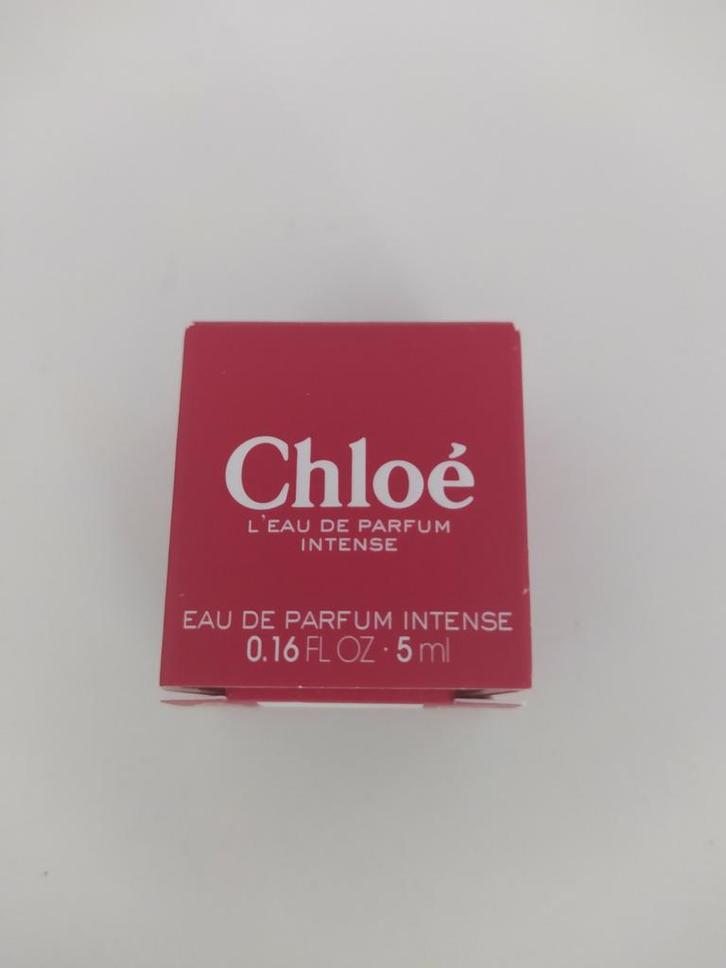 Chloé
L'EAU DE PARFUM
INTENSE
EAU DE PARFUM INTENSE
0.16 FL OZ · 5 ml